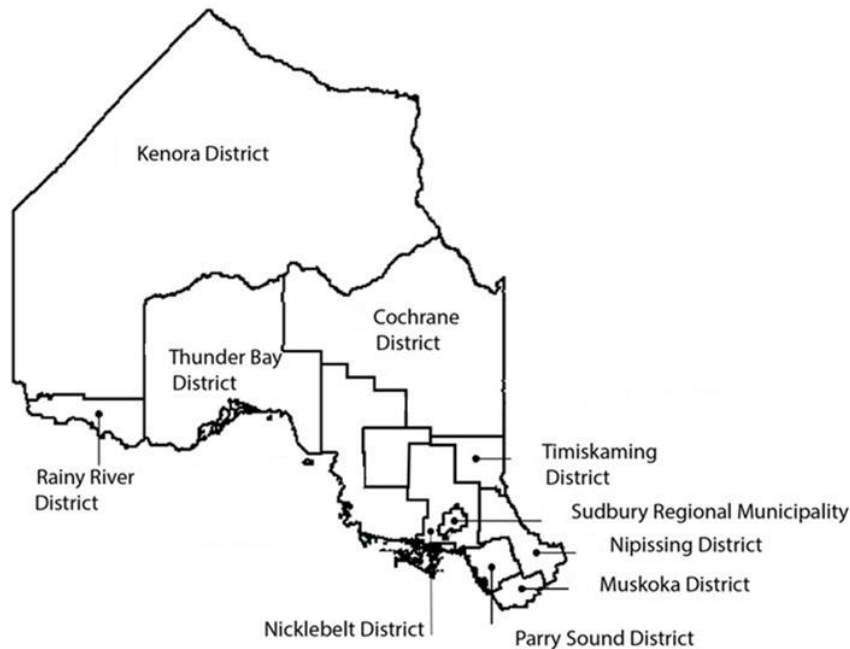 Kenora District
Cochrane
District
Thunder Bay
District
Rainy River
District
Timiskaming
District
Sudbury Regional Municipality
Nipissing District
Muskoka District
Nicklebelt District
Parry Sound District